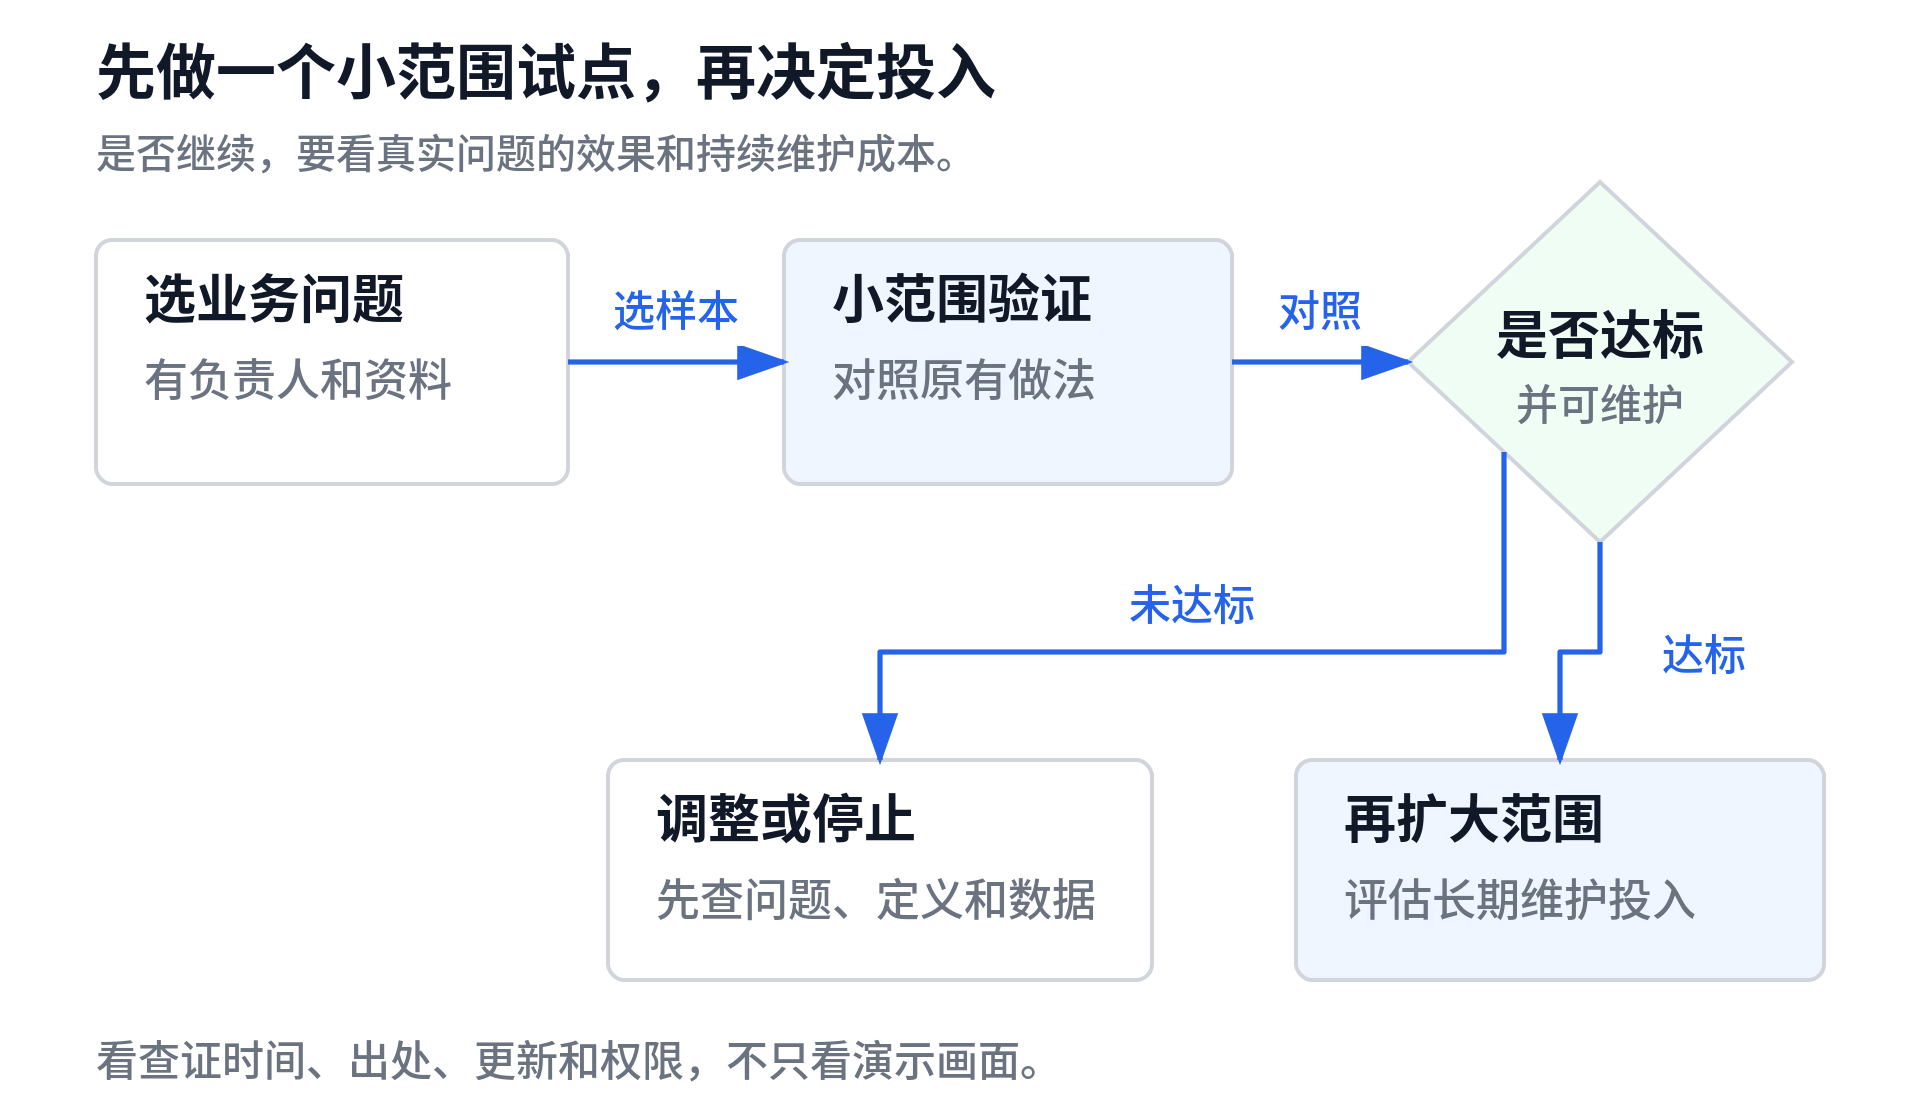 先做一个小范围试点，再决定投入
是否继续，要看真实问题的效果和持续维护成本。
选业务问题
有负责人和资料
选样本
小范围验证
对照原有做法
对照
是否达标
并可维护
未达标
达标
调整或停止
先查问题、定义和数据
再扩大范围
评估长期维护投入
看查证时间、出处、更新和权限，不只看演示画面。